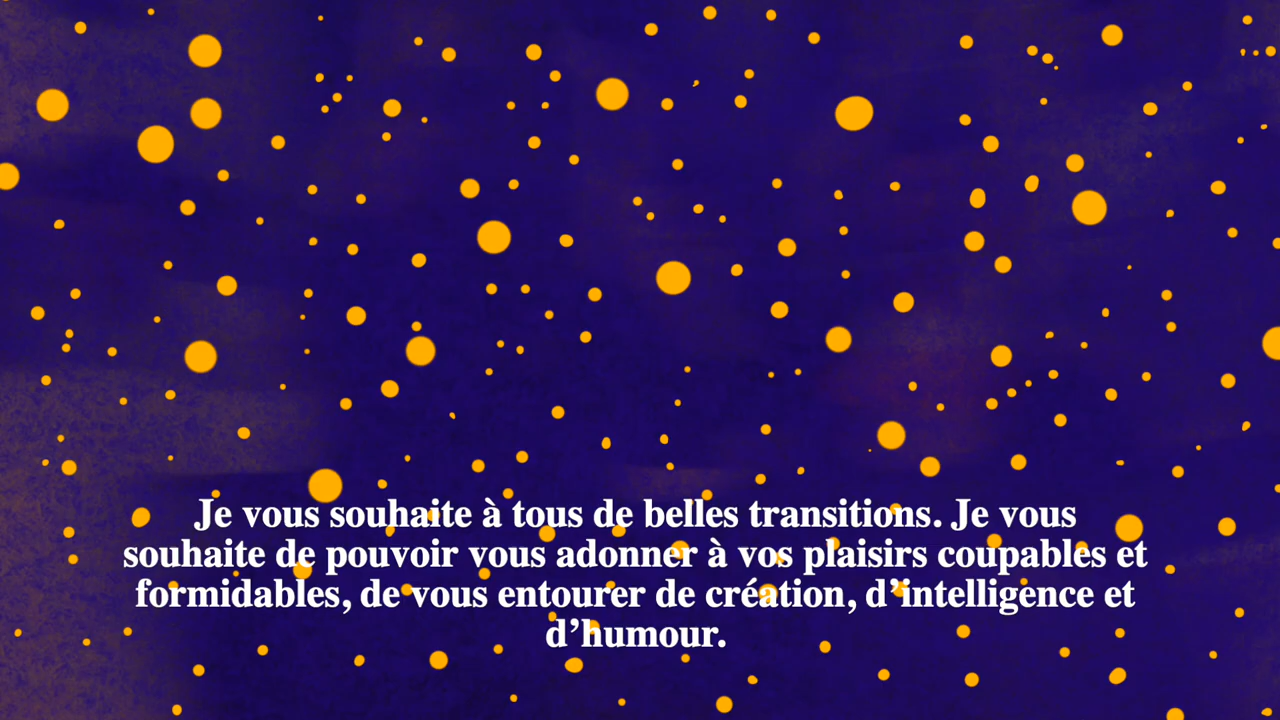 Je vous souhaite à tous de belles transitions. Je vous
souhaite de pouvoir vous adonner à vos plaisirs coupables et
formidables, de vous entourer de création, d’intelligence et
d’humour.